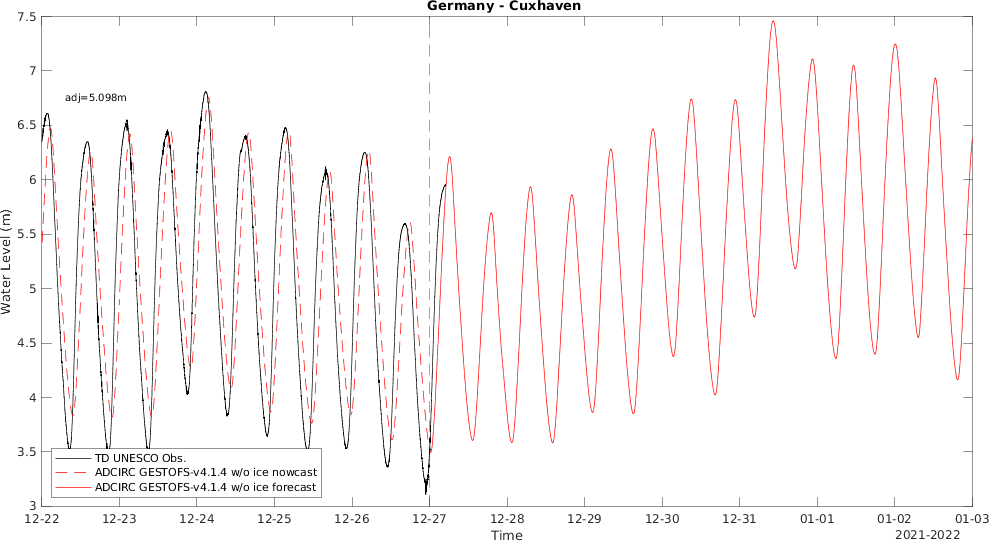 Germany - Cuxhaven
7.5
7
6.5
6
5.5
5
4.5
4
3.5
3
Water Level (m)
adj=5.098m
TD UNESCO Obs.
ADCIRC GESTOFS-v4.1.4 w/o ice nowcast
ADCIRC GESTOFS-v4.1.4 w/o ice forecast
12-22 12-23 12-24 12-25 12-26 12-27 12-28 12-29 12-30 12-31 01-01 01-02 01-03
Time
2021-2022